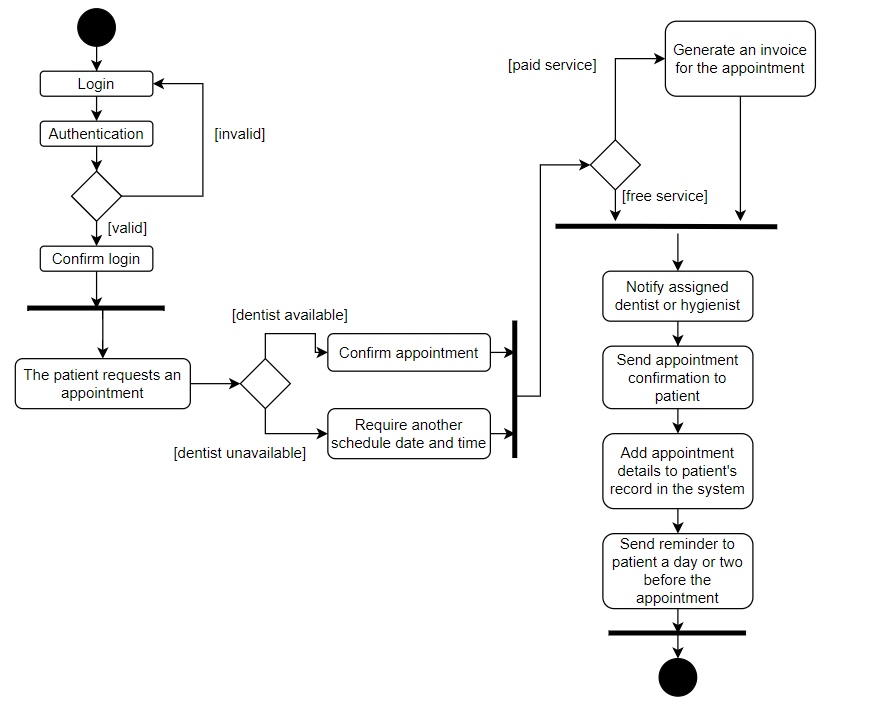 Login
Authentication
[invalid]
[valid]
Confirm login
The patient requests an
appointment
[dentist available]
Confirm appointment
[dentist unavailable]
Require another
schedule date and time
[paid service]
Generate an invoice
for the appointment
[free service]
Notify assigned
dentist or hygienist
Send appointment
confirmation to
patient
Add appointment
details to patient's
record in the system
Send reminder to
patient a day or two
before the
appointment